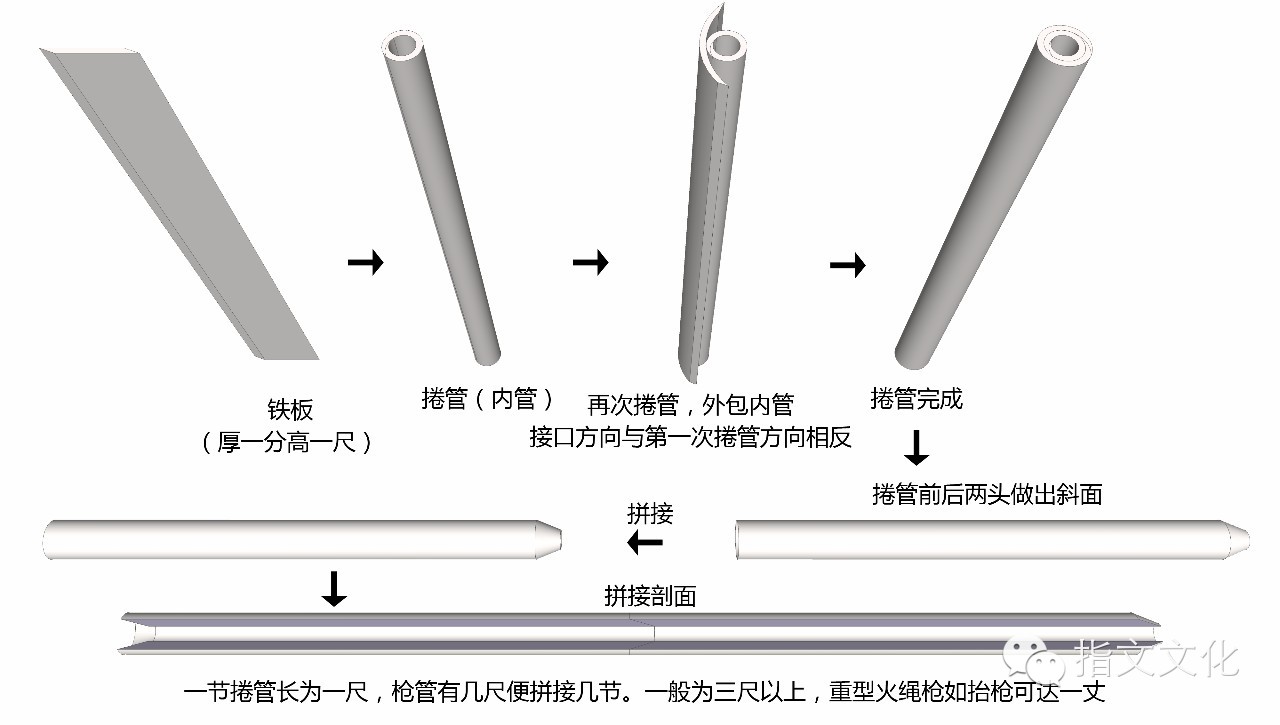 铁板
（厚一分高一尺）
捲管（内管）
再次捲管，外包内管
接口方向与第一次捲管方向相反
捲管完成
捲管前后两头做出斜面
拼接
拼接剖面
一节捲管长为一尺，枪管有几尺便拼接几节。一般为三尺以上，重型火绳枪如抬枪可达一丈
指文文化